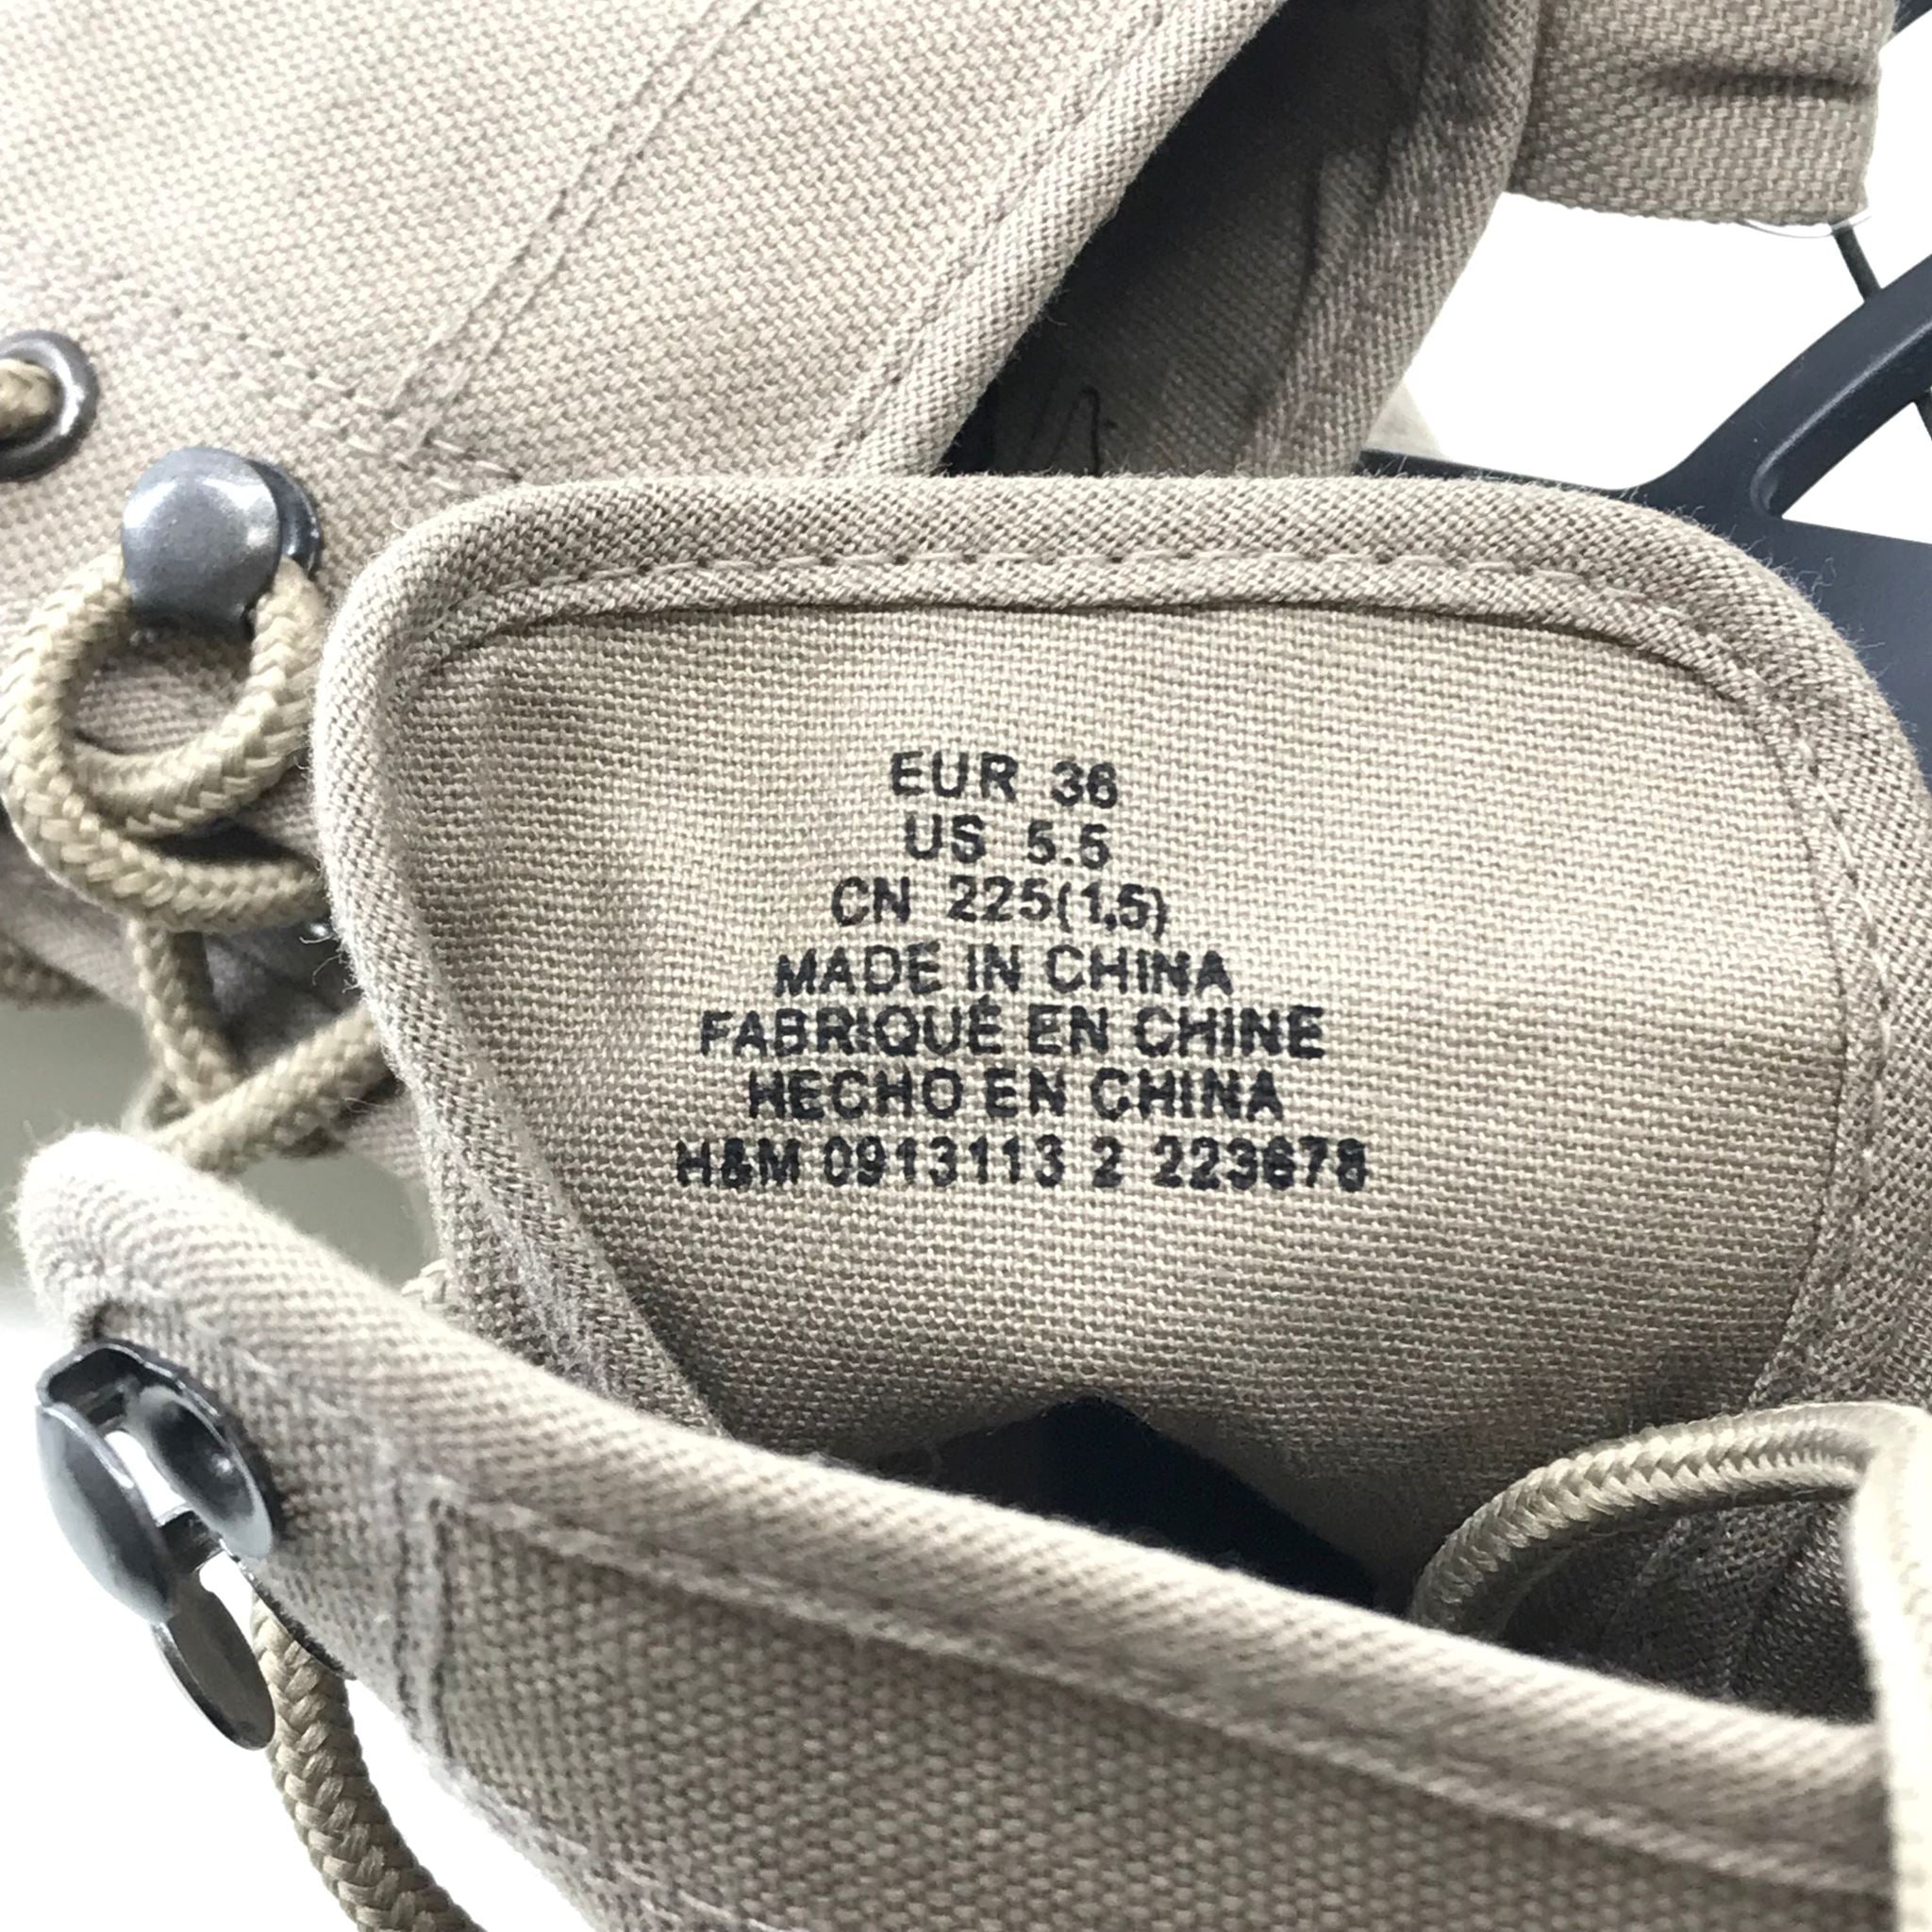 EUR 36
US 5.5
CN 225(1,5)
MADE IN CHINA
FABRIQUÉ EN CHINE
HECHO EN CHINA
H&M 0913113 2 223678